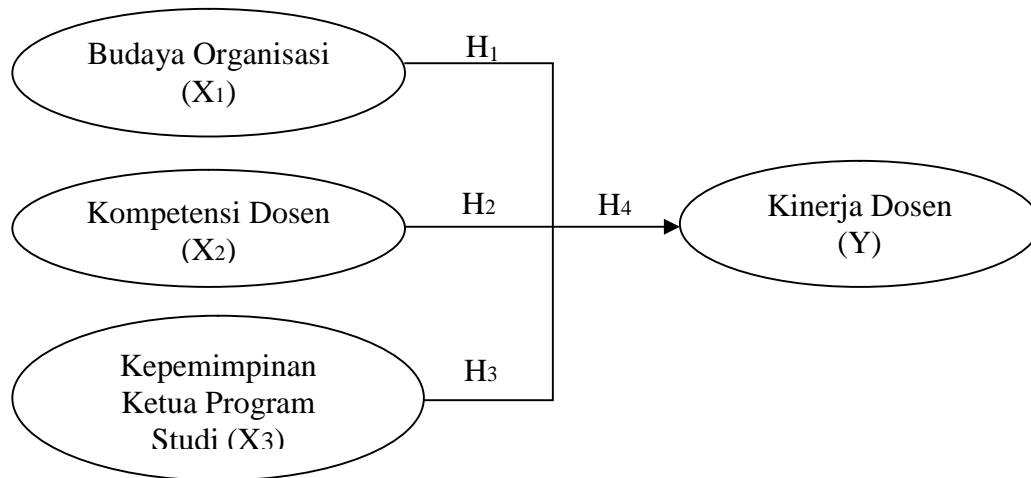 Budaya Organisasi
(X1)
H1
Kompetensi Dosen
(X2)
H2
H4
Kinerja Dosen
(Y)
Kepemimpinan
Ketua Program
Studi (X3)
H3